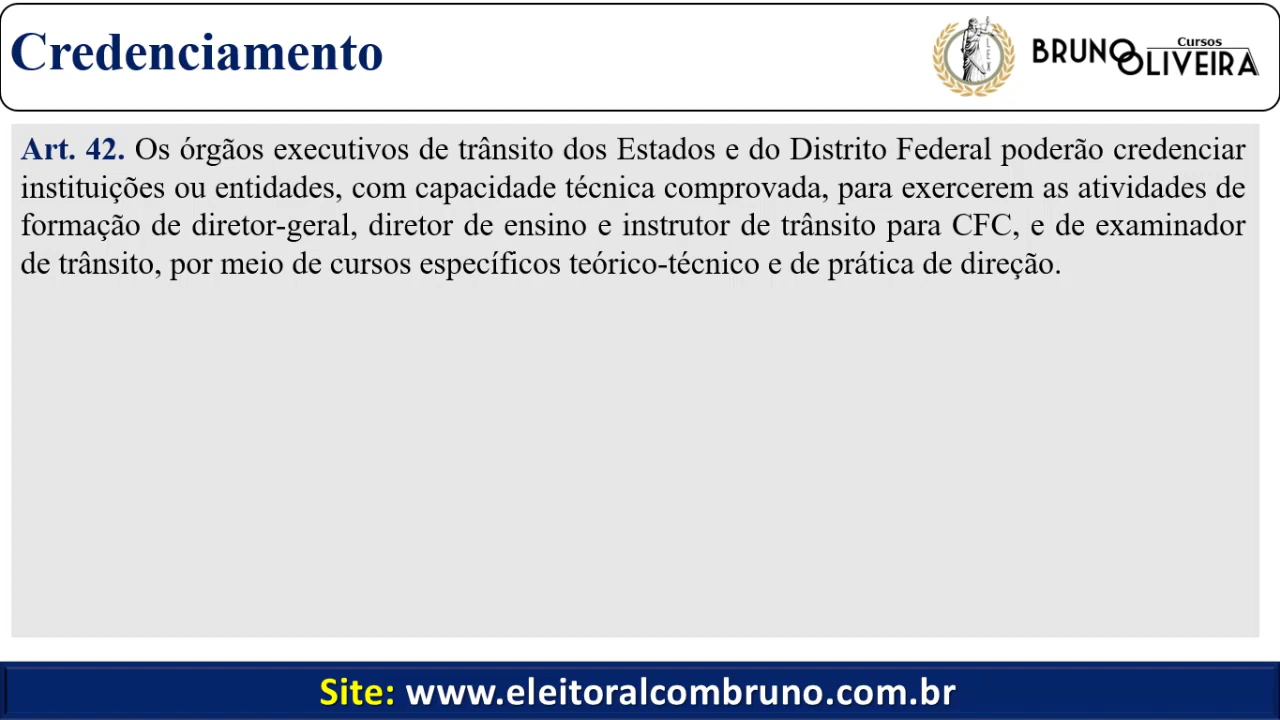 Credenciamento
LEX
Cursos
BRUNO
OLIVEIRA
Art. 42. Os órgãos executivos de trânsito dos Estados e do Distrito Federal poderão credenciar
instituições ou entidades, com capacidade técnica comprovada, para exercerem as atividades de
formação de diretor-geral, diretor de ensino e instrutor de trânsito para CFC, e de examinador
de trânsito, por meio de cursos específicos teórico-técnico e de prática de direção.
Site: www.eleitoralcombruno.com.br